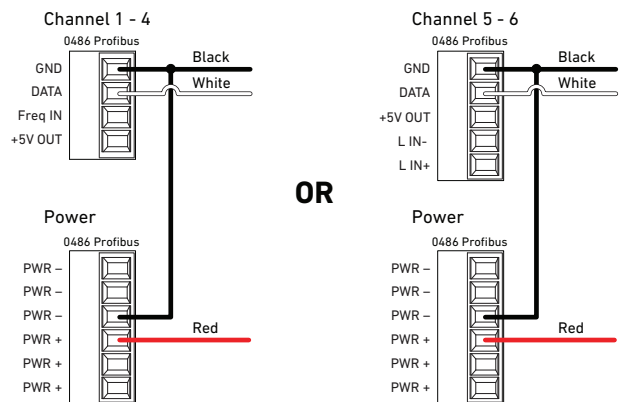 Channel 1 - 4
0486 Profibus
GND
DATA
Freq IN
+5V OUT
Black
White
Power
0486 Profibus
PWR –
PWR –
PWR –
PWR +
PWR +
PWR +
Red
OR
Channel 5 - 6
0486 Profibus
GND
DATA
+5V OUT
L IN-
L IN+
Black
White
Power
0486 Profibus
PWR –
PWR –
PWR –
PWR +
PWR +
PWR +
Red